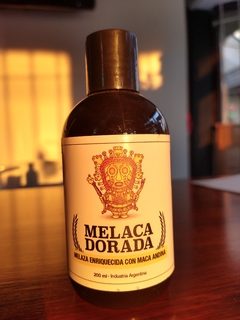 MELACA
DORADA
MELAZA ENRIQUECIDA CON MACA ANDINA
200 ml - Industria Argentina